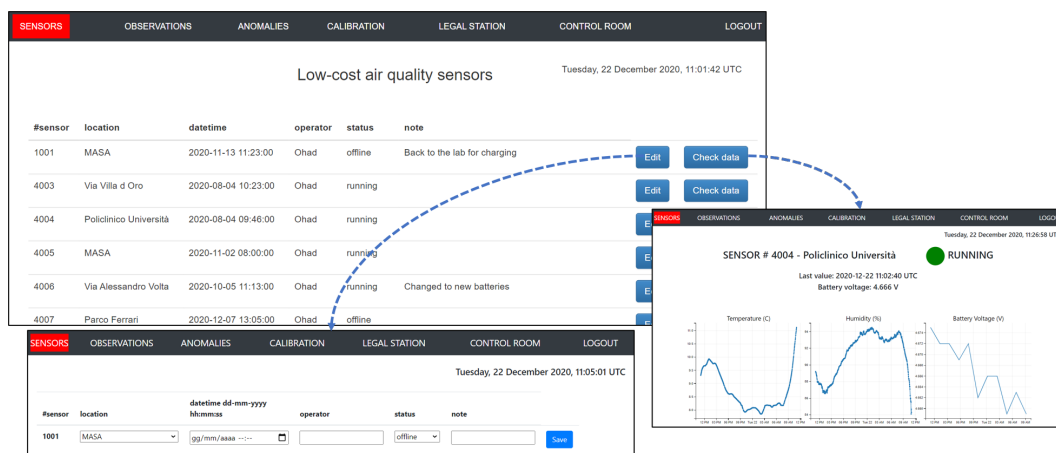 SENSORS OBSERVATIONS ANOMALIES CALIBRATION LEGAL STATION CONTROL ROOM LOGOUT
Low-cost air quality sensors
Tuesday, 22 December 2020, 11:01:42 UTC
#sensor location datetime operator status note
1001 MASA 2020-11-13 11:23:00 Ohad offline Back to the lab for charging Edit Check data
4003 Via Villa d Oro 2020-08-04 10:23:00 Ohad running Edit Check data
4004 Policlinico Università 2020-08-04 09:46:00 Ohad running
4005 MASA 2020-11-02 08:00:00 Ohad running
4006 Via Alessandro Volta 2020-10-05 11:13:00 Ohad running Changed to new batteries
4007 Parco Ferrari 2020-12-07 13:05:00 Ohad offline
SENSORS OBSERVATIONS ANOMALIES CALIBRATION LEGAL STATION CONTROL ROOM LOGOUT
Tuesday, 22 December 2020, 11:05:01 UTC
#sensor location datetime dd-mm-yyyy
hh:mm:ss operator status note
1001 MASA gg/mm/aaaa --:-- offline Save
SENSORS OBSERVATIONS ANOMALIES CALIBRATION LEGAL STATION CONTROL ROOM LOGOUT
Tuesday, 22 December 2020, 11:26:58 UTC
SENSOR # 4004 - Policlinico Università RUNNING
Last value: 2020-12-22 11:02:40 UTC
Battery voltage: 4.666 V
Temperature (C) Humidity (%) Battery Voltage (V)